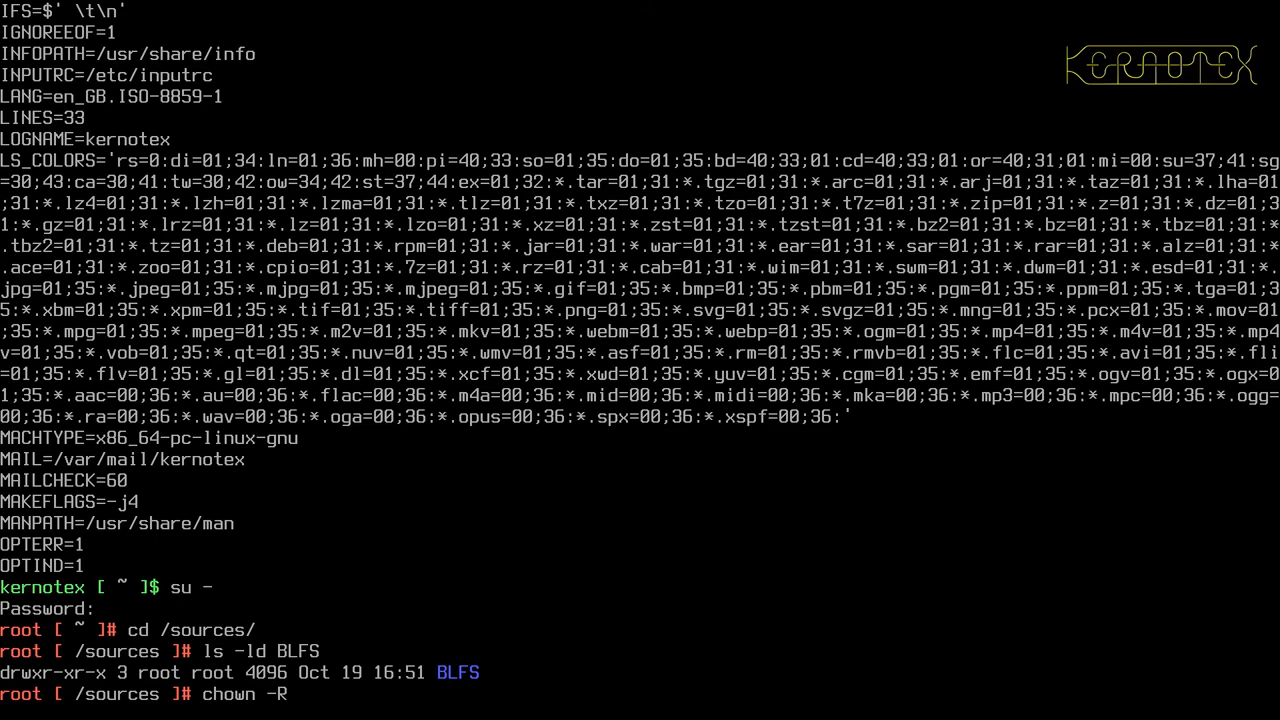 IFS=$' \t\n'
IGNOREEOF=1
INFOPATH=/usr/share/info
KERNOTEX
INPUTRC=/etc/inputrc
LANG=en_GB.ISO-8859-1
LINES=33
LOGNAME=kernotex
LS_COLORS='rs=0:di=01;34:ln=01;36:mh=00:pi=40;33:so=01;35:do=01;35:bd=40;33;01:cd=40;33;01:or=40;31;01:mi=00:su=37;41:sg
=30;43:ca=30;41:tw=30;42:ow=34;42:st=37;44:ex=01;32:*.tar=01;31:*.tgz=01;31:*.arc=01;31:*.arj=01;31:*.taz=01;31:*.lha=01
;31:*.lz4=01;31:*.lzh=01;31:*.lzma=01;31:*.tlz=01;31:*.txz=01;31:*.tzo=01;31:*.t7z=01;31:*.zip=01;31:*.z=01;31:*.dz=01;3
1:*.gz=01;31:*.lrz=01;31:*.lz=01;31:*.lzo=01;31:*.xz=01;31:*.zst=01;31:*.tzst=01;31:*.bz2=01;31:*.bz=01;31:*.tbz=01;31:*
.tbz2=01;31:*.tz=01;31:*.deb=01;31:*.rpm=01;31:*.jar=01;31:*.war=01;31:*.ear=01;31:*.sar=01;31:*.rar=01;31:*.alz=01;31:*
.ace=01;31:*.zoo=01;31:*.cpio=01;31:*.7z=01;31:*.rz=01;31:*.cab=01;31:*.wim=01;31:*.swm=01;31:*.dwm=01;31:*.esd=01;31:*.
jpg=01;35:*.jpeg=01;35:*.mjpg=01;35:*.mjpeg=01;35:*.gif=01;35:*.bmp=01;35:*.pbm=01;35:*.pgm=01;35:*.ppm=01;35:*.tga=01;3
5:*.xbm=01;35:*.xpm=01;35:*.tif=01;35:*.tiff=01;35:*.png=01;35:*.svg=01;35:*.svgz=01;35:*.mng=01;35:*.pcx=01;35:*.mov=01
;35:*.mpg=01;35:*.mpeg=01;35:*.m2v=01;35:*.mkv=01;35:*.webm=01;35:*.webp=01;35:*.ogm=01;35:*.mp4=01;35:*.m4v=01;35:*.mp4
v=01;35:*.vob=01;35:*.qt=01;35:*.nuv=01;35:*.wmv=01;35:*.asf=01;35:*.rm=01;35:*.rmvb=01;35:*.flc=01;35:*.avi=01;35:*.fli
=01;35:*.flv=01;35:*.gl=01;35:*.dl=01;35:*.xcf=01;35:*.xwd=01;35:*.yuv=01;35:*.cgm=01;35:*.emf=01;35:*.ogv=01;35:*.ogx=0
1;35:*.aac=00;36:*.au=00;36:*.flac=00;36:*.m4a=00;36:*.mid=00;36:*.midi=00;36:*.mka=00;36:*.mp3=00;36:*.mpc=00;36:*.ogg=
00;36:*.ra=00;36:*.wav=00;36:*.oga=00;36:*.opus=00;36:*.spx=00;36:*.xspf=00;36:'
MACHTYPE=x86_64-pc-linux-gnu
MAIL=/var/mail/kernotex
MAILCHECK=60
MAKEFLAGS=-j4
MANPATH=/usr/share/man
OPTERR=1
OPTIND=1
kernotex [ ~ ]$ su -
Password:
root [ ~ ]# cd /sources/
root [ /sources ]# ls -ld BLFS
drwxr-xr-x 3 root root 4096 Oct 19 16:51 BLFS
root [ /sources ]# chown -R